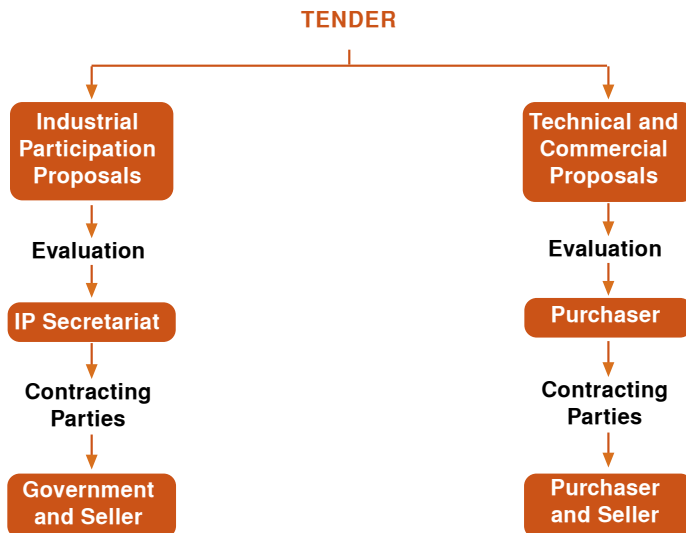 TENDER
Industrial
Participation
Proposals
Evaluation
IP Secretariat
Contracting
Parties
Government
and Seller
Technical and
Commercial
Proposals
Evaluation
Purchaser
Contracting
Parties
Purchaser
and Seller